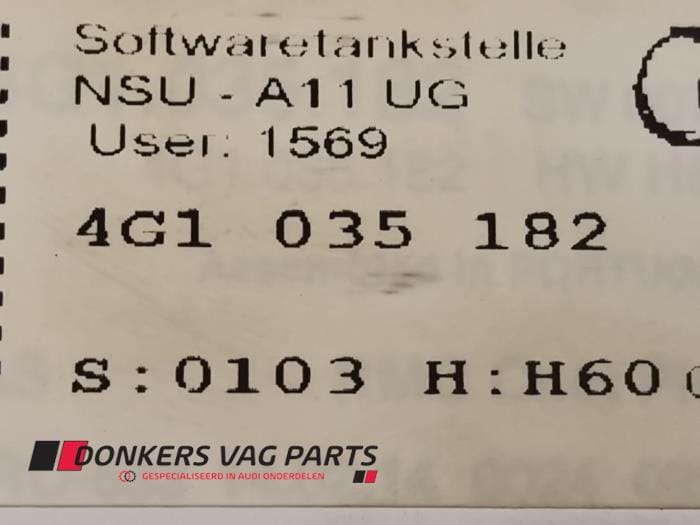 Softwaretankstelle
NSU - A11 UG
User: 1569
4G1 035 182
S:0103 H:H60
DONKERS VAG PARTS
GESPECIALISEERD IN AUDI ONDERDELEN